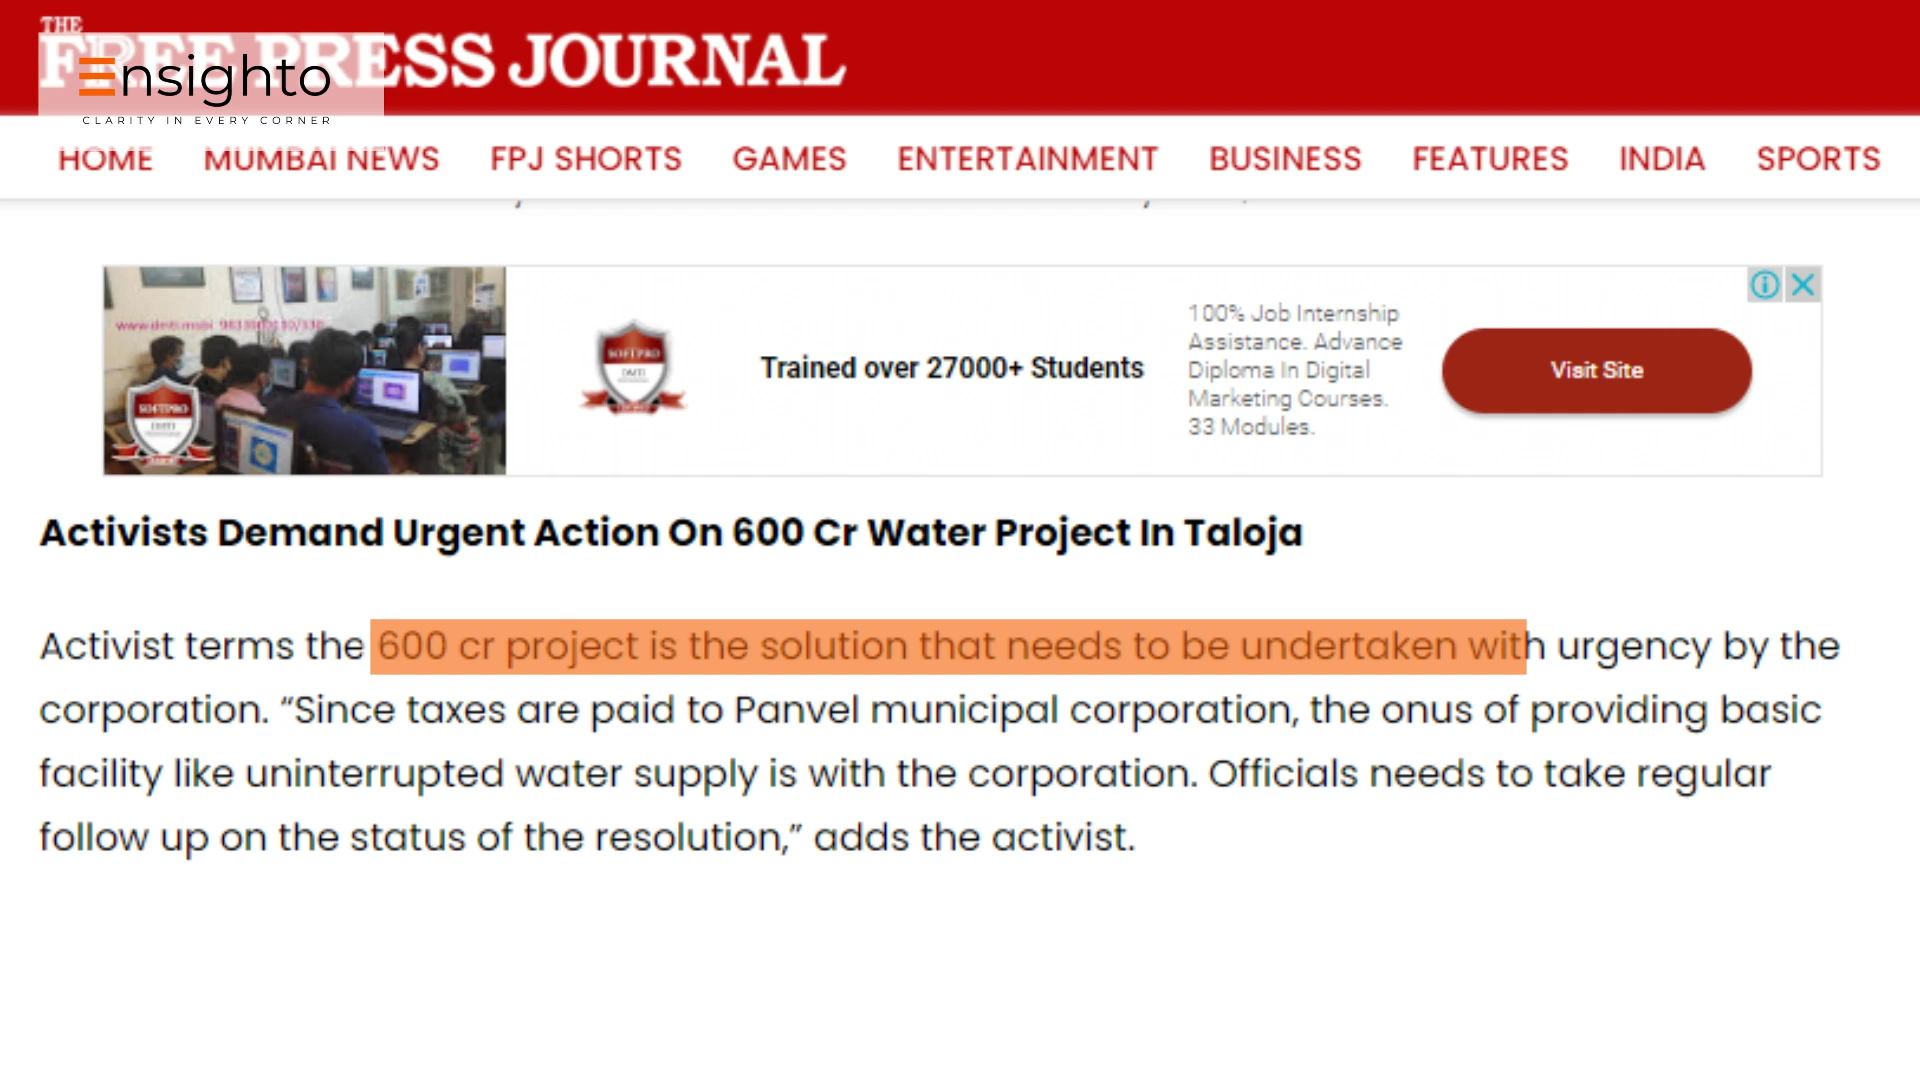 THE
FREE PRESS JOURNAL
Ensighto
CLARITY IN EVERY CORNER
HOME MUMBAI NEWS FPJ SHORTS GAMES ENTERTAINMENT BUSINESS FEATURES INDIA SPORTS
SOFTPRO
SOFTPRO
DMTI
Trained over 27000+ Students
100% Job Internship
Assistance. Advance
Diploma In Digital
Marketing Courses.
33 Modules.
Visit Site
Activists Demand Urgent Action On 600 Cr Water Project In Taloja
Activist terms the 600 cr project is the solution that needs to be undertaken with urgency by the
corporation. “Since taxes are paid to Panvel municipal corporation, the onus of providing basic
facility like uninterrupted water supply is with the corporation. Officials needs to take regular
follow up on the status of the resolution,” adds the activist.